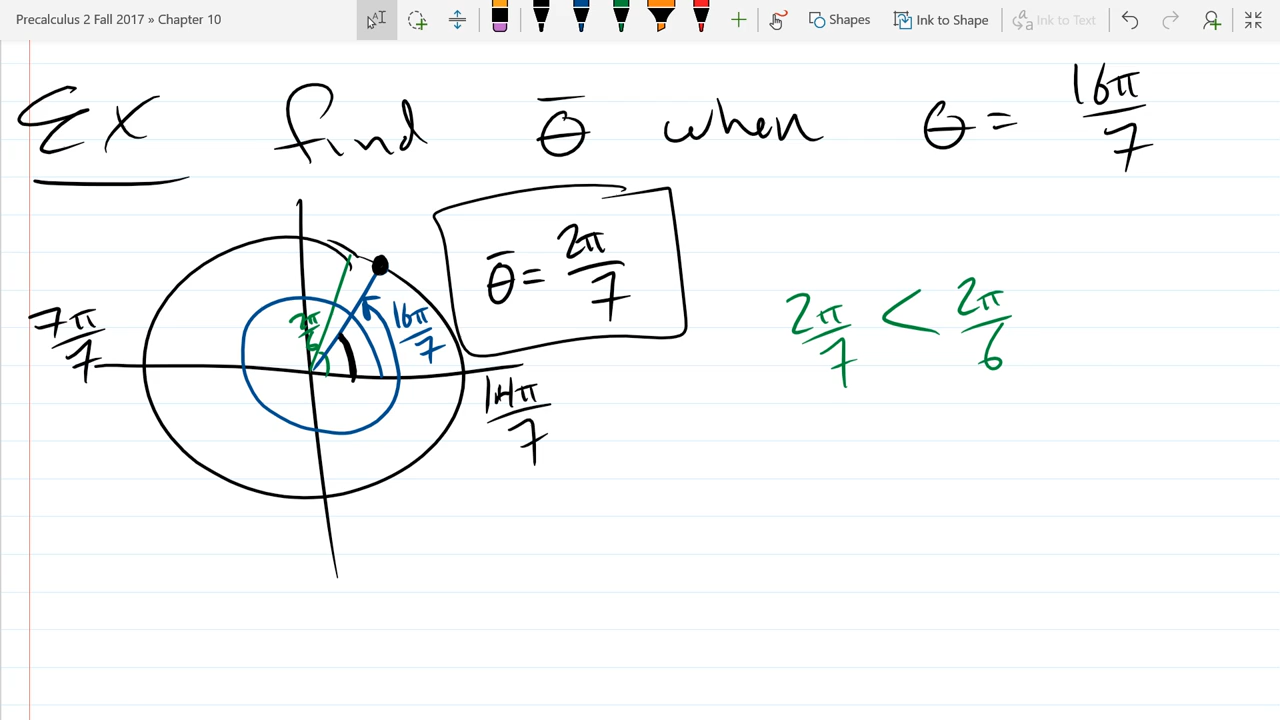 Precalculus 2 Fall 2017 » Chapter 10
Shapes
Ink to Shape
Ink to Text
Ex find θ̄ when θ = 16π/7
θ̄ = 2π/7
7π/7
2π/6
16π/7
14π/7
2π/7 < 2π/6